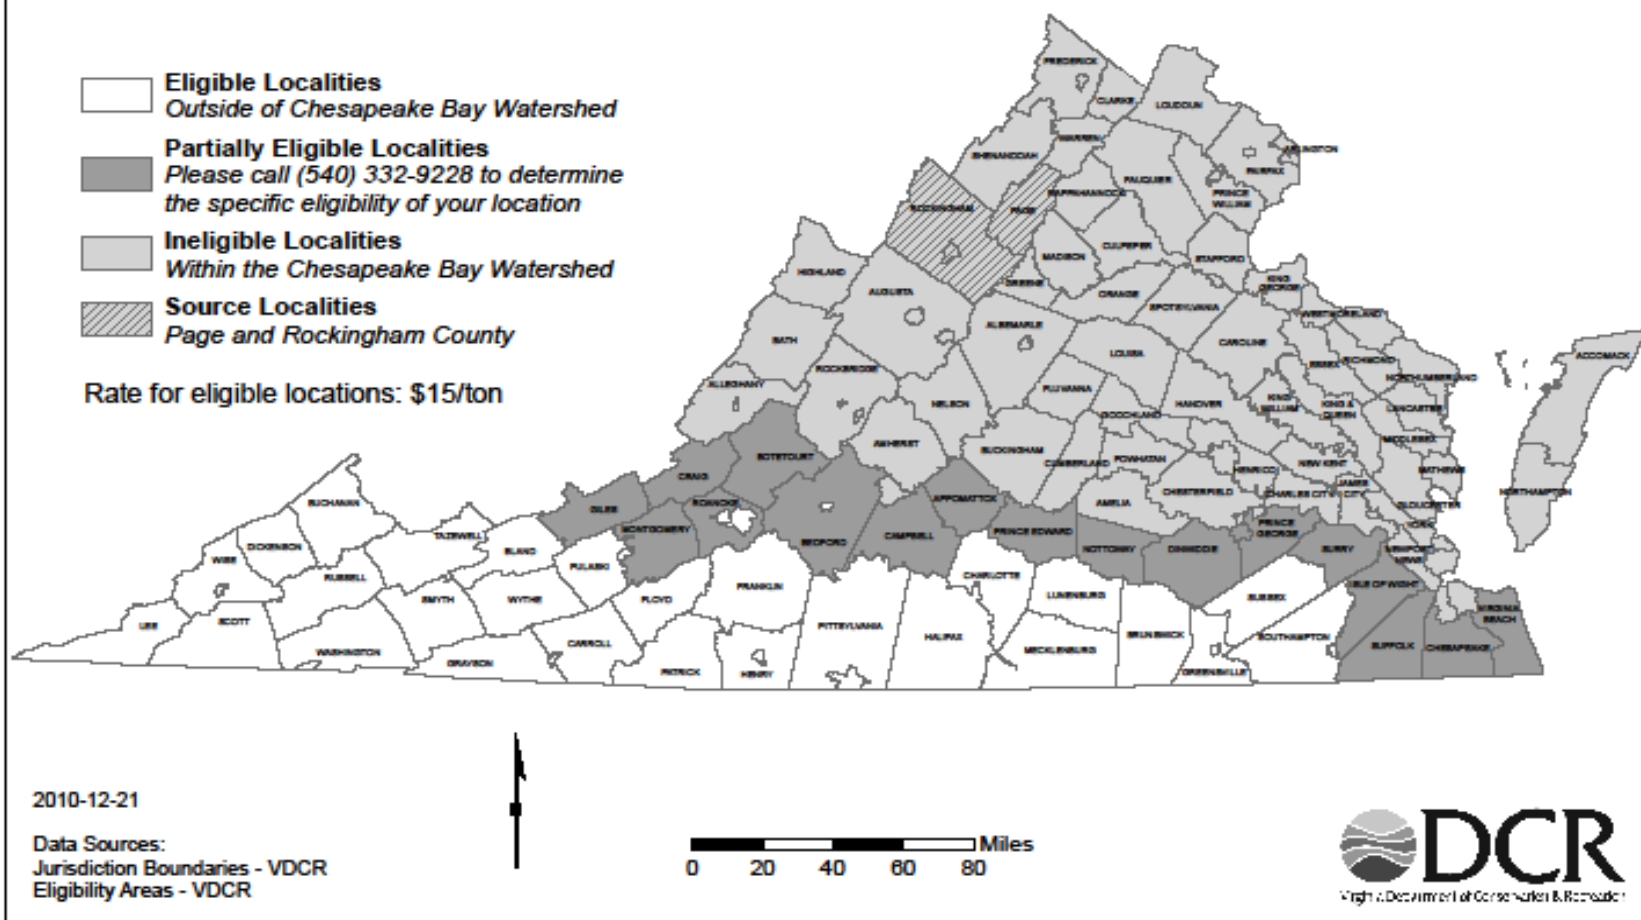 Eligible Localities
Outside of Chesapeake Bay Watershed
Partially Eligible Localities
Please call (540) 332-9228 to determine
the specific eligibility of your location
Ineligible Localities
Within the Chesapeake Bay Watershed
Source Localities
Page and Rockingham County
Rate for eligible locations: $15/ton
FREDERICK
CLARKE
LOUDOUN
WARREN
ARLINGTON
SHENANDOAH
FAIRFAX
FAUQUIER
RAPPAHANNOCK
PRINCE
WILLIAM
ROCKINGHAM
PAGE
CULPEPER
MADISON
STAFFORD
HIGHLAND
GREENE
KING
GEORGE
AUGUSTA
ORANGE
SPOTSYLVANIA
WESTMORELAND
ALBEMARLE
BATH
CAROLINE
LOUISA
ACCOMACK
ESSEX
RICHMOND
ROCKBRIDGE
NORTHUMBERLAND
ALLEGHANY
FLUVANNA
NELSON
HANOVER
KING
WILLIAM
KING &
QUEEN
LANCASTER
GOOCHLAND
AMHERST
MIDDLESEX
BUCKINGHAM
BOTETOURT
CUMBERLAND
POWHATAN
HENRICO
NEW KENT
MATHEWS
CRAIG
JAMES
CITY
CHESTERFIELD
CHARLES CITY
NORTHAMPTON
APPOMATTOX
BUCHANAN
ROANOKE
AMELIA
GLOUCESTER
GILES
YORK
MONTGOMERY
PRINCE EDWARD
PRINCE
GEORGE
TAZEWELL
CAMPBELL
BEDFORD
DICKENSON
BLAND
NOTTOWAY
DINWIDDIE
SURRY
NEWPORT
NEWS
WISE
PULASKI
RUSSELL
CHARLOTTE
ISLE OF WIGHT
FRANKLIN
SMYTH
WYTHE
FLOYD
LUNENBURG
SUSSEX
VIRGINIA
BEACH
LEE
SCOTT
PITTSYLVANIA
HALIFAX
BRUNSWICK
SOUTHAMPTON
CARROLL
WASHINGTON
MECKLENBURG
SUFFOLK
CHESAPEAKE
GRAYSON
PATRICK
HENRY
GREENSVILLE
2010-12-21
Data Sources:
Jurisdiction Boundaries - VDCR
Eligibility Areas - VDCR
Miles
0 20 40 60 80
DCR
Virginia Department of Conservation & Recreation